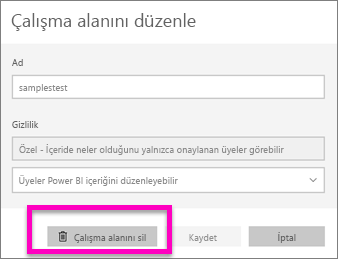 Çalışma alanını düzenle
Ad
samplestest
Gizlilik
Özel - İçeride neler olduğunu yalnızca onaylanan üyeler görebilir
Üyeler Power BI içeriğini düzenleyebilir
Çalışma alanını sil Kaydet İptal